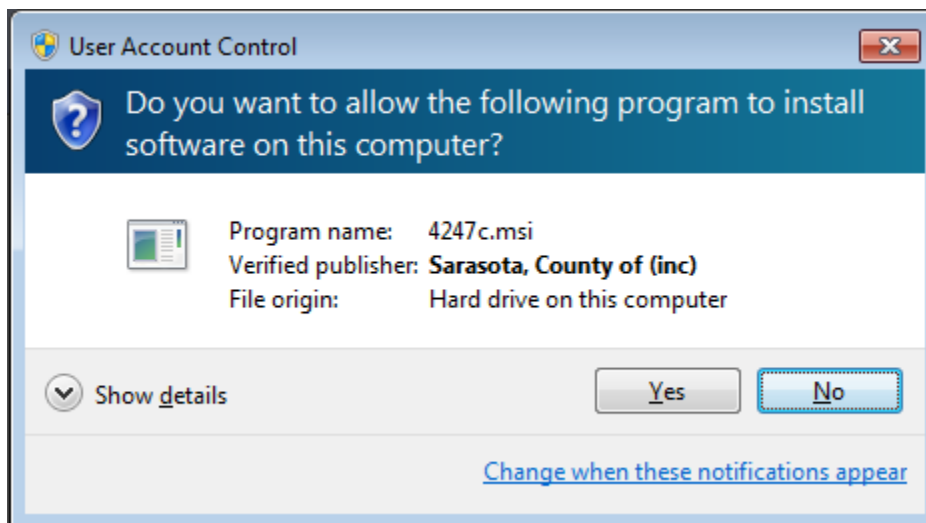 User Account Control
Do you want to allow the following program to install
software on this computer?
Program name: 4247c.msi
Verified publisher: Sarasota, County of (inc)
File origin: Hard drive on this computer
Show details
Yes
No
Change when these notifications appear